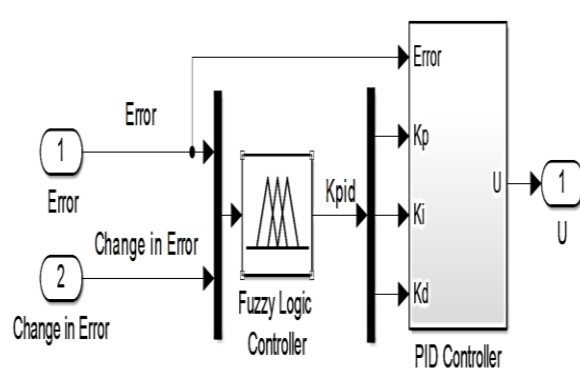 Error
Error
1
Error
Kp
Kpid
U
1
U
Ki
Change in Error
2
Change in Error
Kd
Fuzzy Logic
Controller
PID Controller